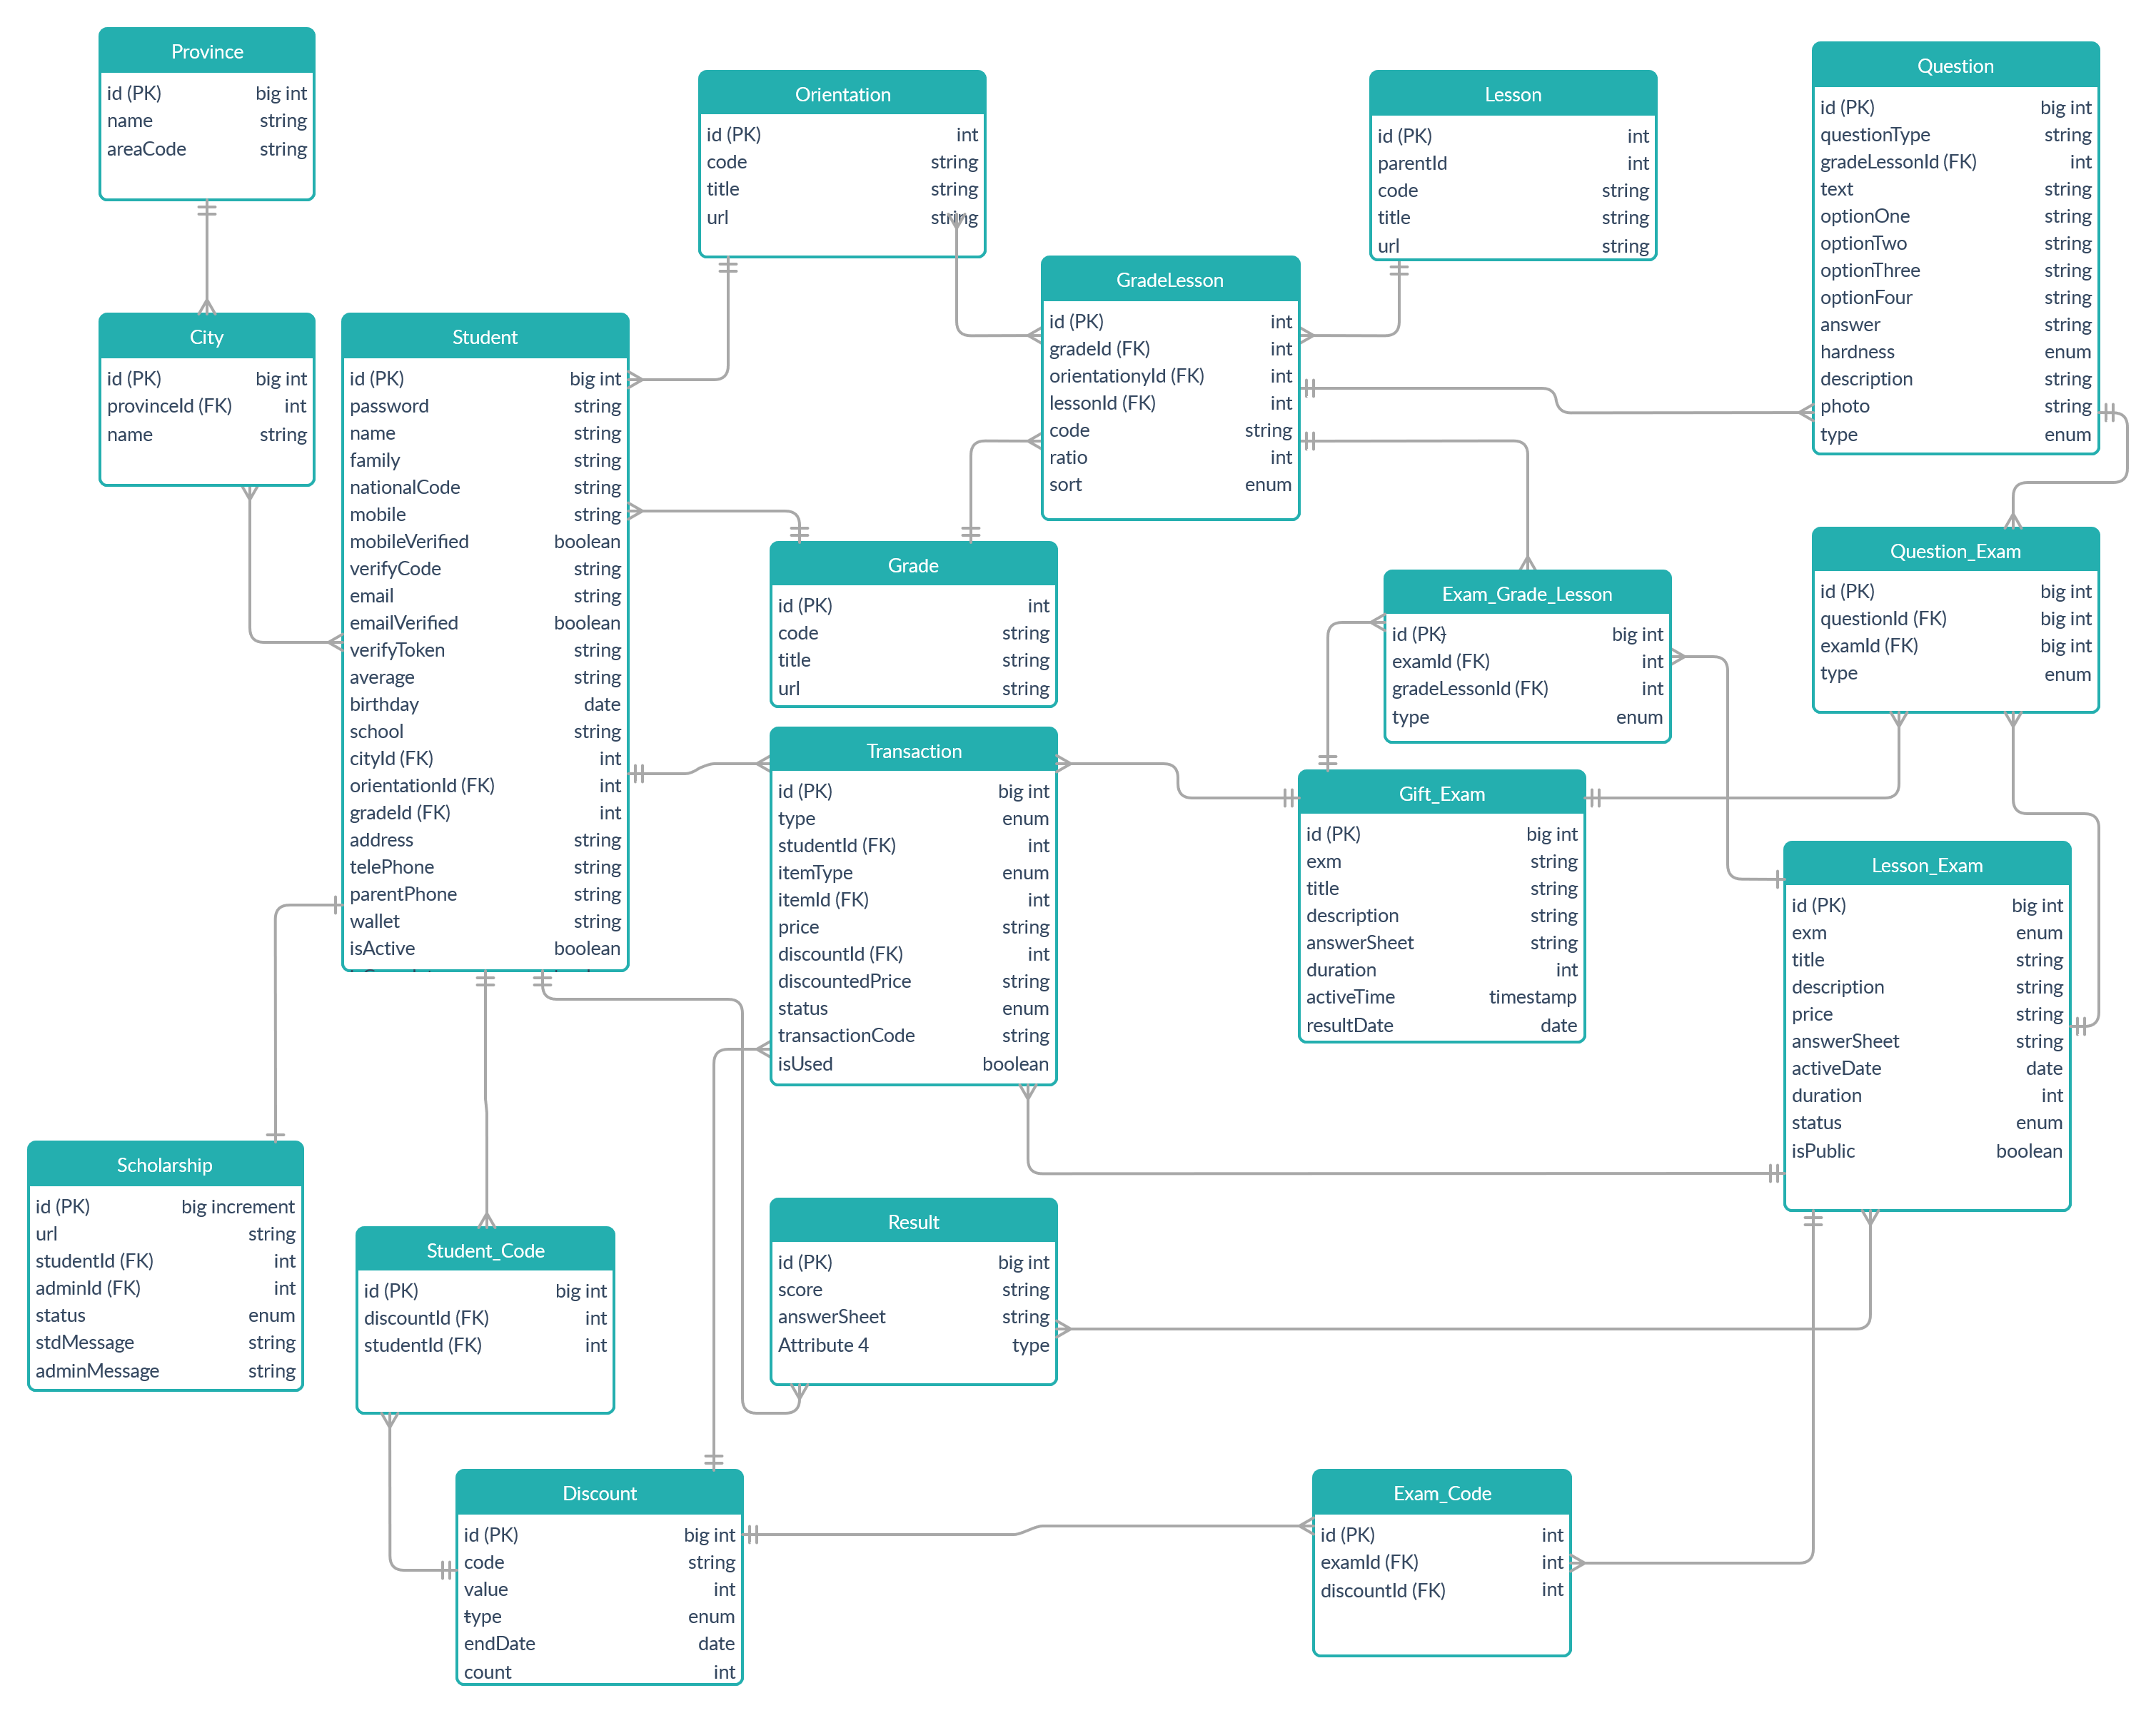 Province
id (PK) big int
name string
areaCode string
Orientation
id (PK) int
code string
title string
url string
Lesson
id (PK) int
parentId int
code string
title string
url string
Question
id (PK) big int
questionType string
gradeLessonId (FK) int
text string
optionOne string
optionTwo string
optionThree string
optionFour string
answer string
hardness enum
description string
photo string
type enum
GradeLesson
id (PK) int
gradeId (FK) int
orientationyId (FK) int
lessonId (FK) int
code string
ratio int
sort enum
City
id (PK) big int
provinceId (FK) int
name string
Student
id (PK) big int
password string
name string
family string
nationalCode string
mobile string
mobileVerified boolean
verifyCode string
email string
emailVerified boolean
verifyToken string
average string
birthday date
school string
cityId (FK) int
orientationId (FK) int
gradeId (FK) int
address string
telePhone string
parentPhone string
wallet string
isActive boolean
Grade
id (PK) int
code string
title string
url string
Exam_Grade_Lesson
id (PK) big int
examId (FK) int
gradeLessonId (FK) int
type enum
Question_Exam
id (PK) big int
questionId (FK) big int
examId (FK) big int
type enum
Transaction
id (PK) big int
type enum
studentId (FK) int
itemType enum
itemId (FK) int
price string
discountId (FK) int
discountedPrice string
status enum
transactionCode string
isUsed boolean
Gift_Exam
id (PK) big int
exm string
title string
description string
answerSheet string
duration int
activeTime timestamp
resultDate date
Lesson_Exam
id (PK) big int
exm enum
title string
description string
price string
answerSheet string
activeDate date
duration int
status enum
isPublic boolean
Scholarship
id (PK) big increment
url string
studentId (FK) int
adminId (FK) int
status enum
stdMessage string
adminMessage string
Student_Code
id (PK) big int
discountId (FK) int
studentId (FK) int
Result
id (PK) big int
score string
answerSheet string
Attribute 4 type
Discount
id (PK) big int
code string
value int
type enum
endDate date
count int
Exam_Code
id (PK) int
examId (FK) int
discountId (FK) int